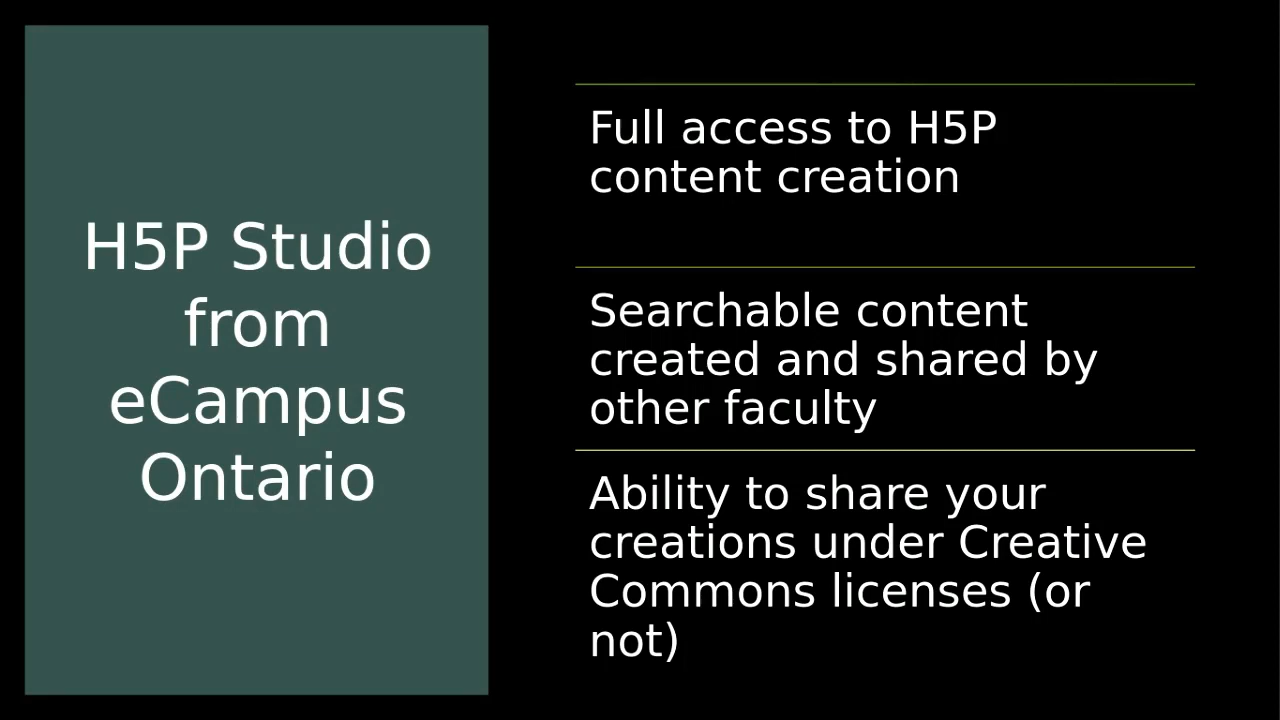 H5P Studio
from
eCampus
Ontario
Full access to H5P
content creation
Searchable content
created and shared by
other faculty
Ability to share your
creations under Creative
Commons licenses (or
not)